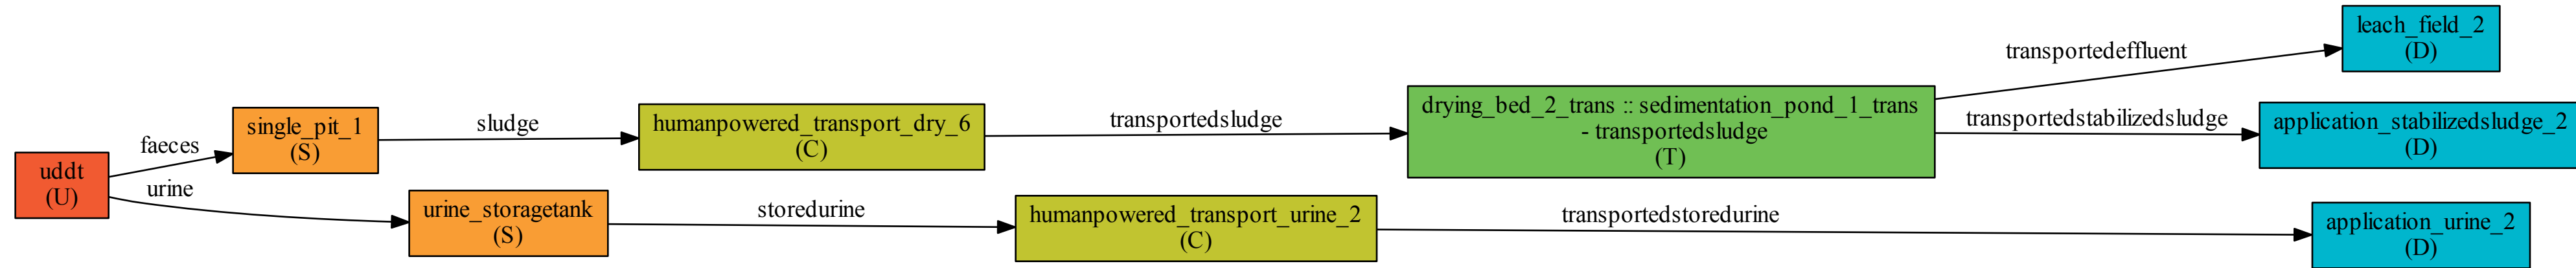 uddt
(U)
faeces
urine
single_pit_1
(S)
urine_storagetank
(S)
sludge
storedurine
humanpowered_transport_dry_6
(C)
humanpowered_transport_urine_2
(C)
transportedsludge
transportedstoredurine
drying_bed_2_trans :: sedimentation_pond_1_trans
- transportedsludge
(T)
transportedeffluent
transportedstabilizedsludge
leach_field_2
(D)
application_stabilizedsludge_2
(D)
application_urine_2
(D)